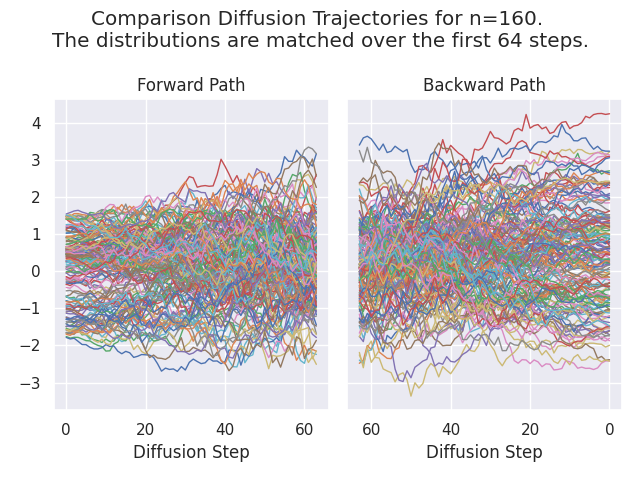 Comparison Diffusion Trajectories for n=160.
The distributions are matched over the first 64 steps.
Forward Path
Backward Path
4
3
2
1
0
−1
−2
−3
0 20 40 60
60 40 20 0
Diffusion Step
Diffusion Step